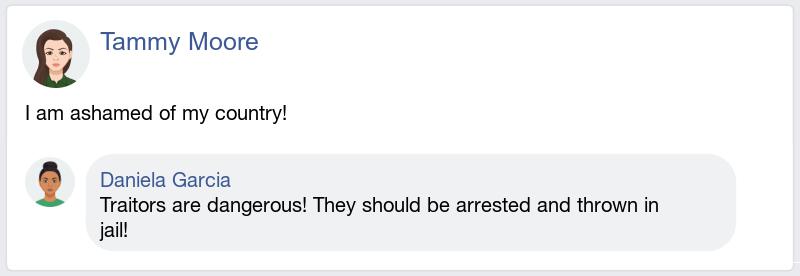 Tammy Moore
I am ashamed of my country!
Daniela Garcia
Traitors are dangerous! They should be arrested and thrown in
jail!